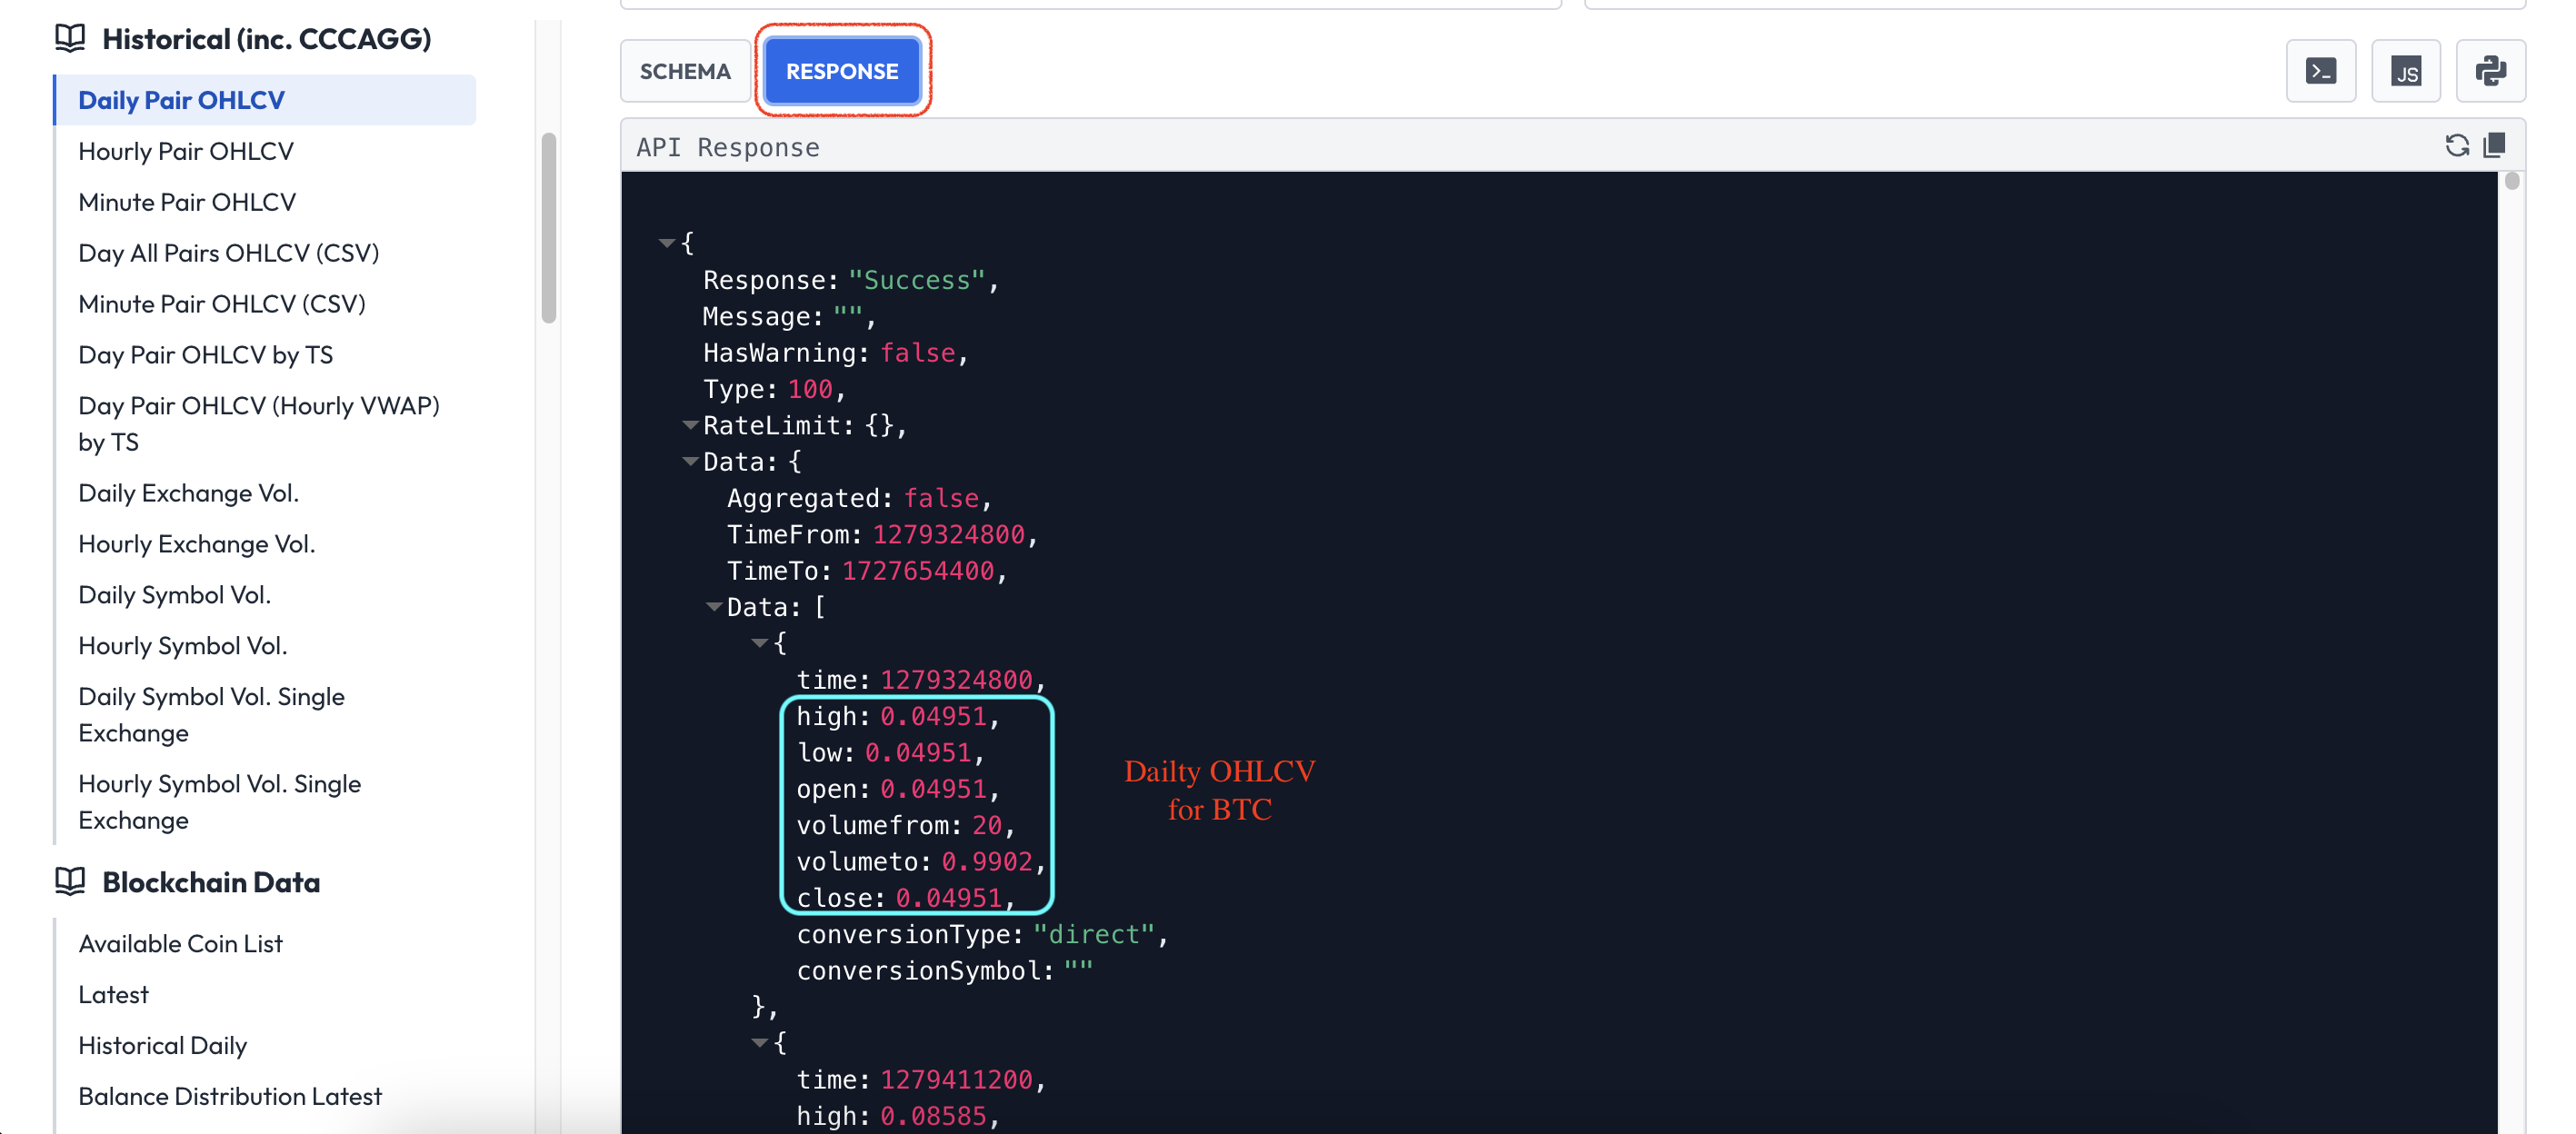 Historical (inc. CCCAGG)
Daily Pair OHLCV
Hourly Pair OHLCV
Minute Pair OHLCV
Day All Pairs OHLCV (CSV)
Minute Pair OHLCV (CSV)
Day Pair OHLCV by TS
Day Pair OHLCV (Hourly VWAP)
by TS
Daily Exchange Vol.
Hourly Exchange Vol.
Daily Symbol Vol.
Hourly Symbol Vol.
Daily Symbol Vol. Single
Exchange
Hourly Symbol Vol. Single
Exchange
Blockchain Data
Available Coin List
Latest
Historical Daily
Balance Distribution Latest
SCHEMA
RESPONSE
JS
API Response
{
Response: "Success",
Message: "",
HasWarning: false,
Type: 100,
RateLimit: {},
Data: {
Aggregated: false,
TimeFrom: 1279324800,
TimeTo: 1727654400,
Data: [
{
time: 1279324800,
high: 0.04951,
low: 0.04951,
open: 0.04951,
volumefrom: 20,
volumeto: 0.9902,
close: 0.04951,
conversionType: "direct",
conversionSymbol: ""
},
{
time: 1279411200,
high: 0.08585,
Dailty OHLCV
for BTC